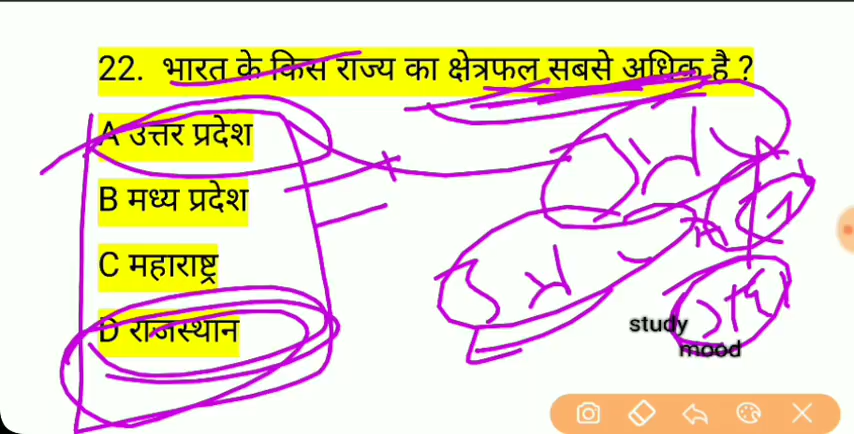 22. भारत के किस राज्य का क्षेत्रफल सबसे अधिक है ?
A उत्तर प्रदेश
B मध्य प्रदेश
C महाराष्ट्र
D राजस्थान
study
mood